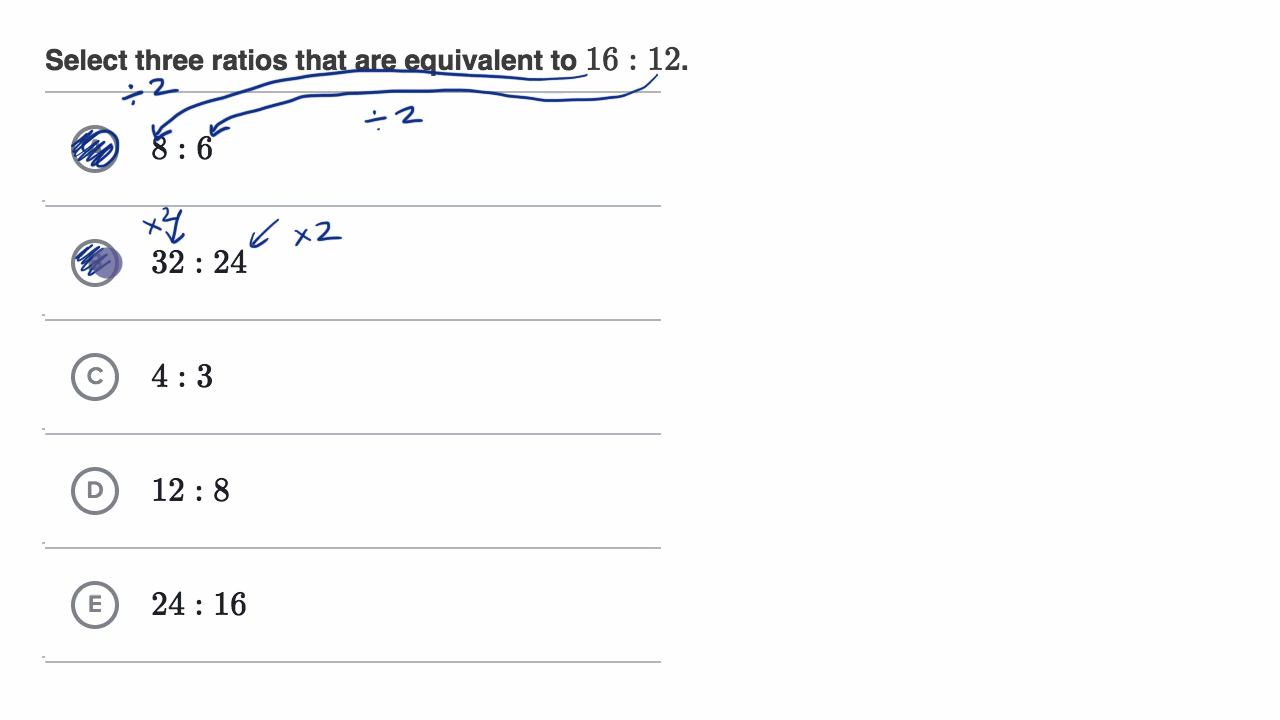 Select three ratios that are equivalent to 16 : 12.
÷2
÷2
8 : 6
×2
×2
32 : 24
C 4 : 3
D 12 : 8
E 24 : 16